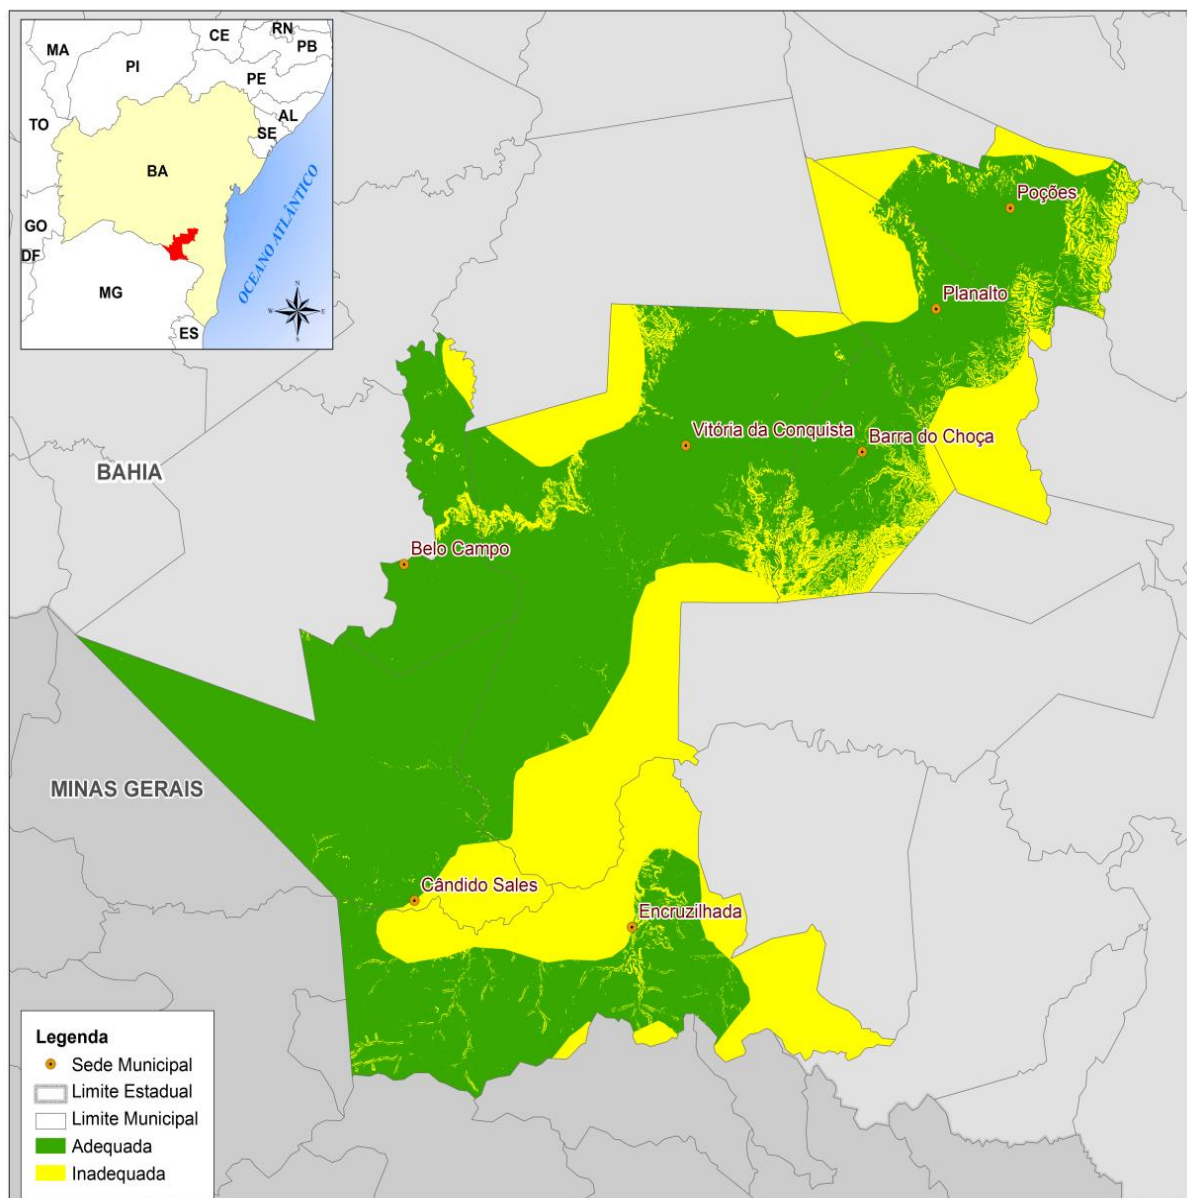 MA
CE
RN
PB
PI
PE
AL
SE
TO
BA
GO
DF
MG
ES
OCEANO ATLÂNTICO
N
W
E
S
Poções
Planalto
Vitória da Conquista
Barra do Choça
BAHIA
Belo Campo
MINAS GERAIS
Cândido Sales
Encruzilhada
Legenda
Sede Municipal
Limite Estadual
Limite Municipal
Adequada
Inadequada